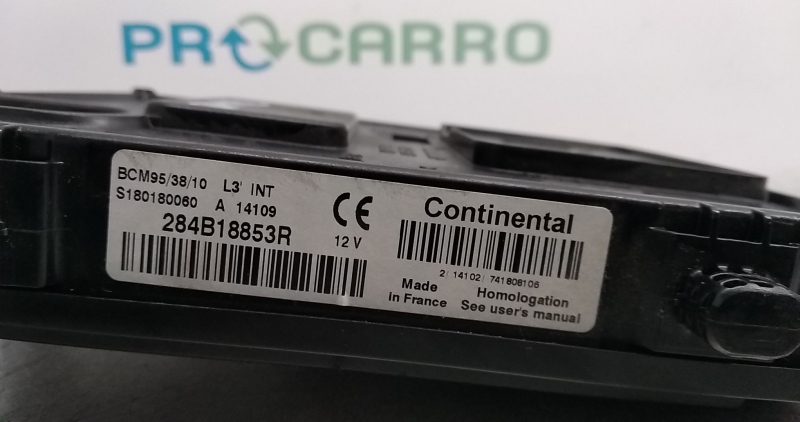 PROCARRO
BCM95/38/10 L3' INT
S180180060 A 14109
284B18853R
12 V
CE
Continental
2/ 14102/ 741808106
Made
in France
Homologation
See user's manual